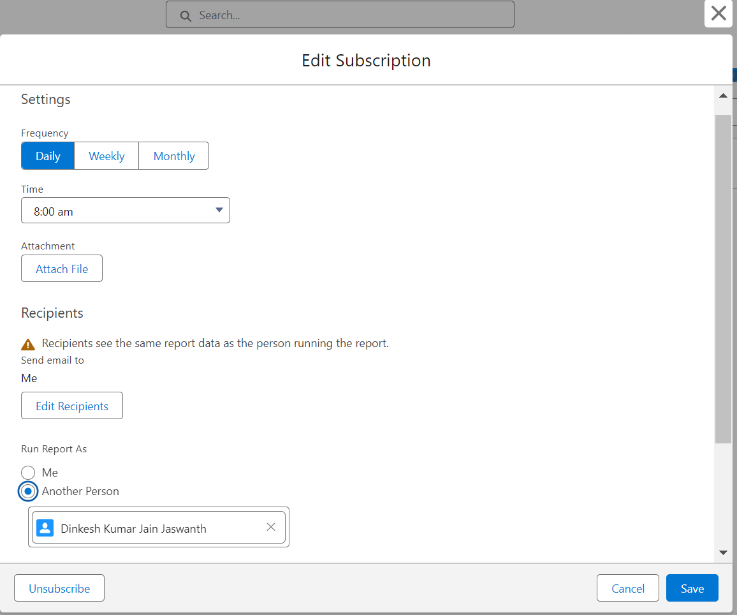 Search...
Edit Subscription
Settings
Frequency
Daily Weekly Monthly
Time
8:00 am
Attachment
Attach File
Recipients
Recipients see the same report data as the person running the report.
Send email to
Me
Edit Recipients
Run Report As
Me
Another Person
Dinkesh Kumar Jain Jaswanth
Unsubscribe Cancel Save